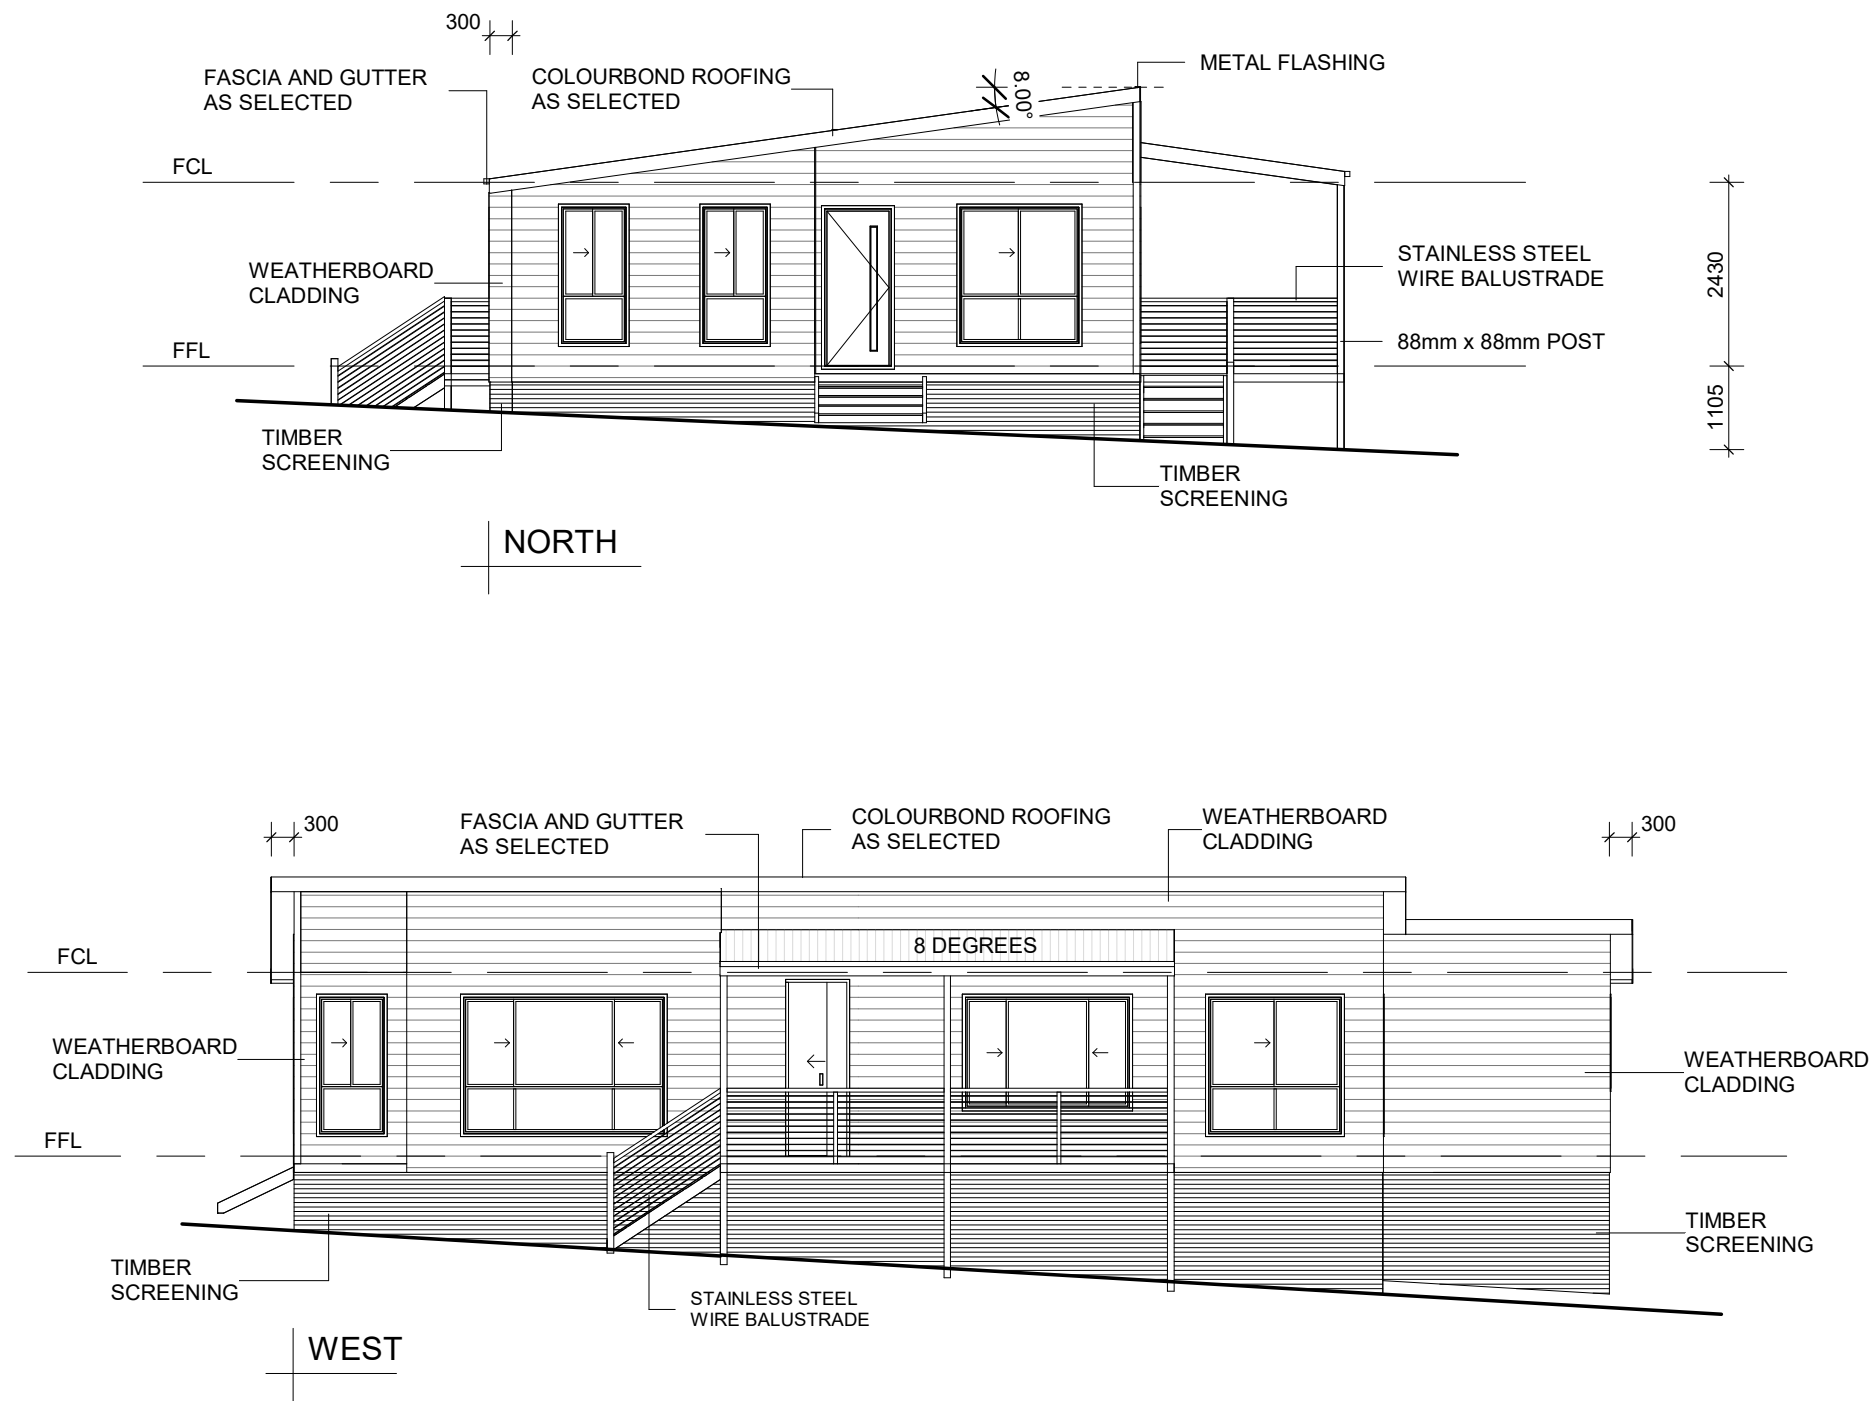 300
FASCIA AND GUTTER
AS SELECTED
COLOURBOND ROOFING
AS SELECTED
8.00°
METAL FLASHING
FCL
WEATHERBOARD
CLADDING
STAINLESS STEEL
WIRE BALUSTRADE
2430
FFL
88mm x 88mm POST
1105
TIMBER
SCREENING
TIMBER
SCREENING
NORTH
300
FASCIA AND GUTTER
AS SELECTED
COLOURBOND ROOFING
AS SELECTED
WEATHERBOARD
CLADDING
300
8 DEGREES
FCL
WEATHERBOARD
CLADDING
WEATHERBOARD
CLADDING
FFL
TIMBER
SCREENING
TIMBER
SCREENING
STAINLESS STEEL
WIRE BALUSTRADE
WEST